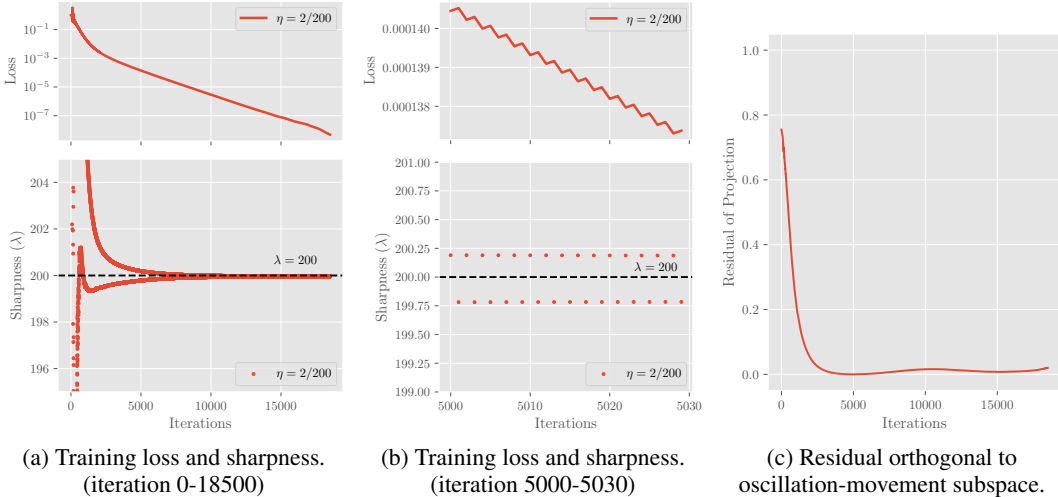 η = 2/200
10⁻¹
10⁻³
10⁻⁵
10⁻⁷
Loss
204
202
200
198
196
Sharpness (λ)
λ = 200
η = 2/200
0 5000 10000 15000
Iterations
(a) Training loss and sharpness.
(iteration 0-18500)
η = 2/200
0.000140
0.000139
0.000138
Loss
201.00
200.75
200.50
200.25
200.00
199.75
199.50
199.25
199.00
Sharpness (λ)
λ = 200
η = 2/200
5000 5010 5020 5030
Iterations
(b) Training loss and sharpness.
(iteration 5000-5030)
1.0
0.8
0.6
0.4
0.2
0.0
Residual of Projection
0 5000 10000 15000
Iterations
(c) Residual orthogonal to
oscillation-movement subspace.